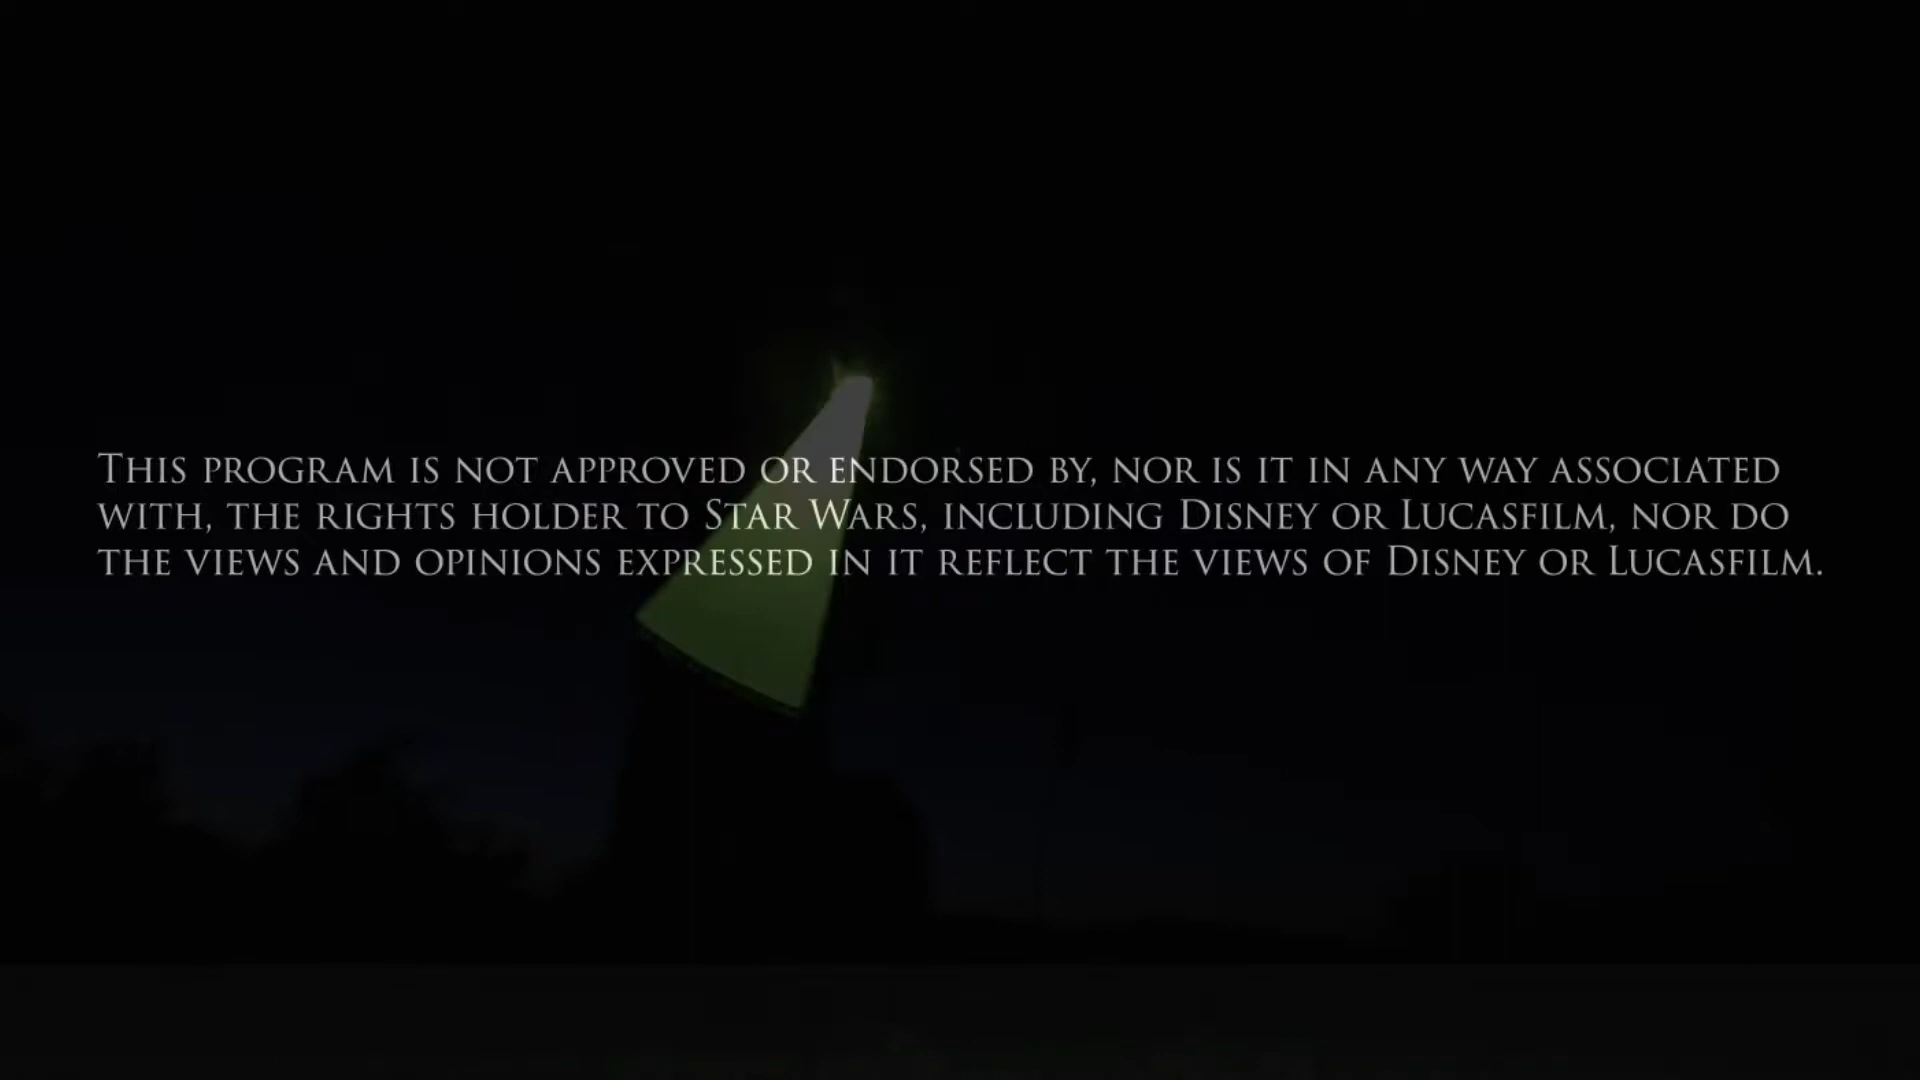 This program is not approved or endorsed by, nor is it in any way associated
with, the rights holder to Star Wars, including Disney or Lucasfilm, nor do
the views and opinions expressed in it reflect the views of Disney or Lucasfilm.